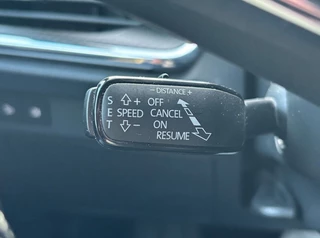 − DISTANCE +
S ⇧ + OFF
E SPEED CANCEL
ON
T ⇩ − RESUME